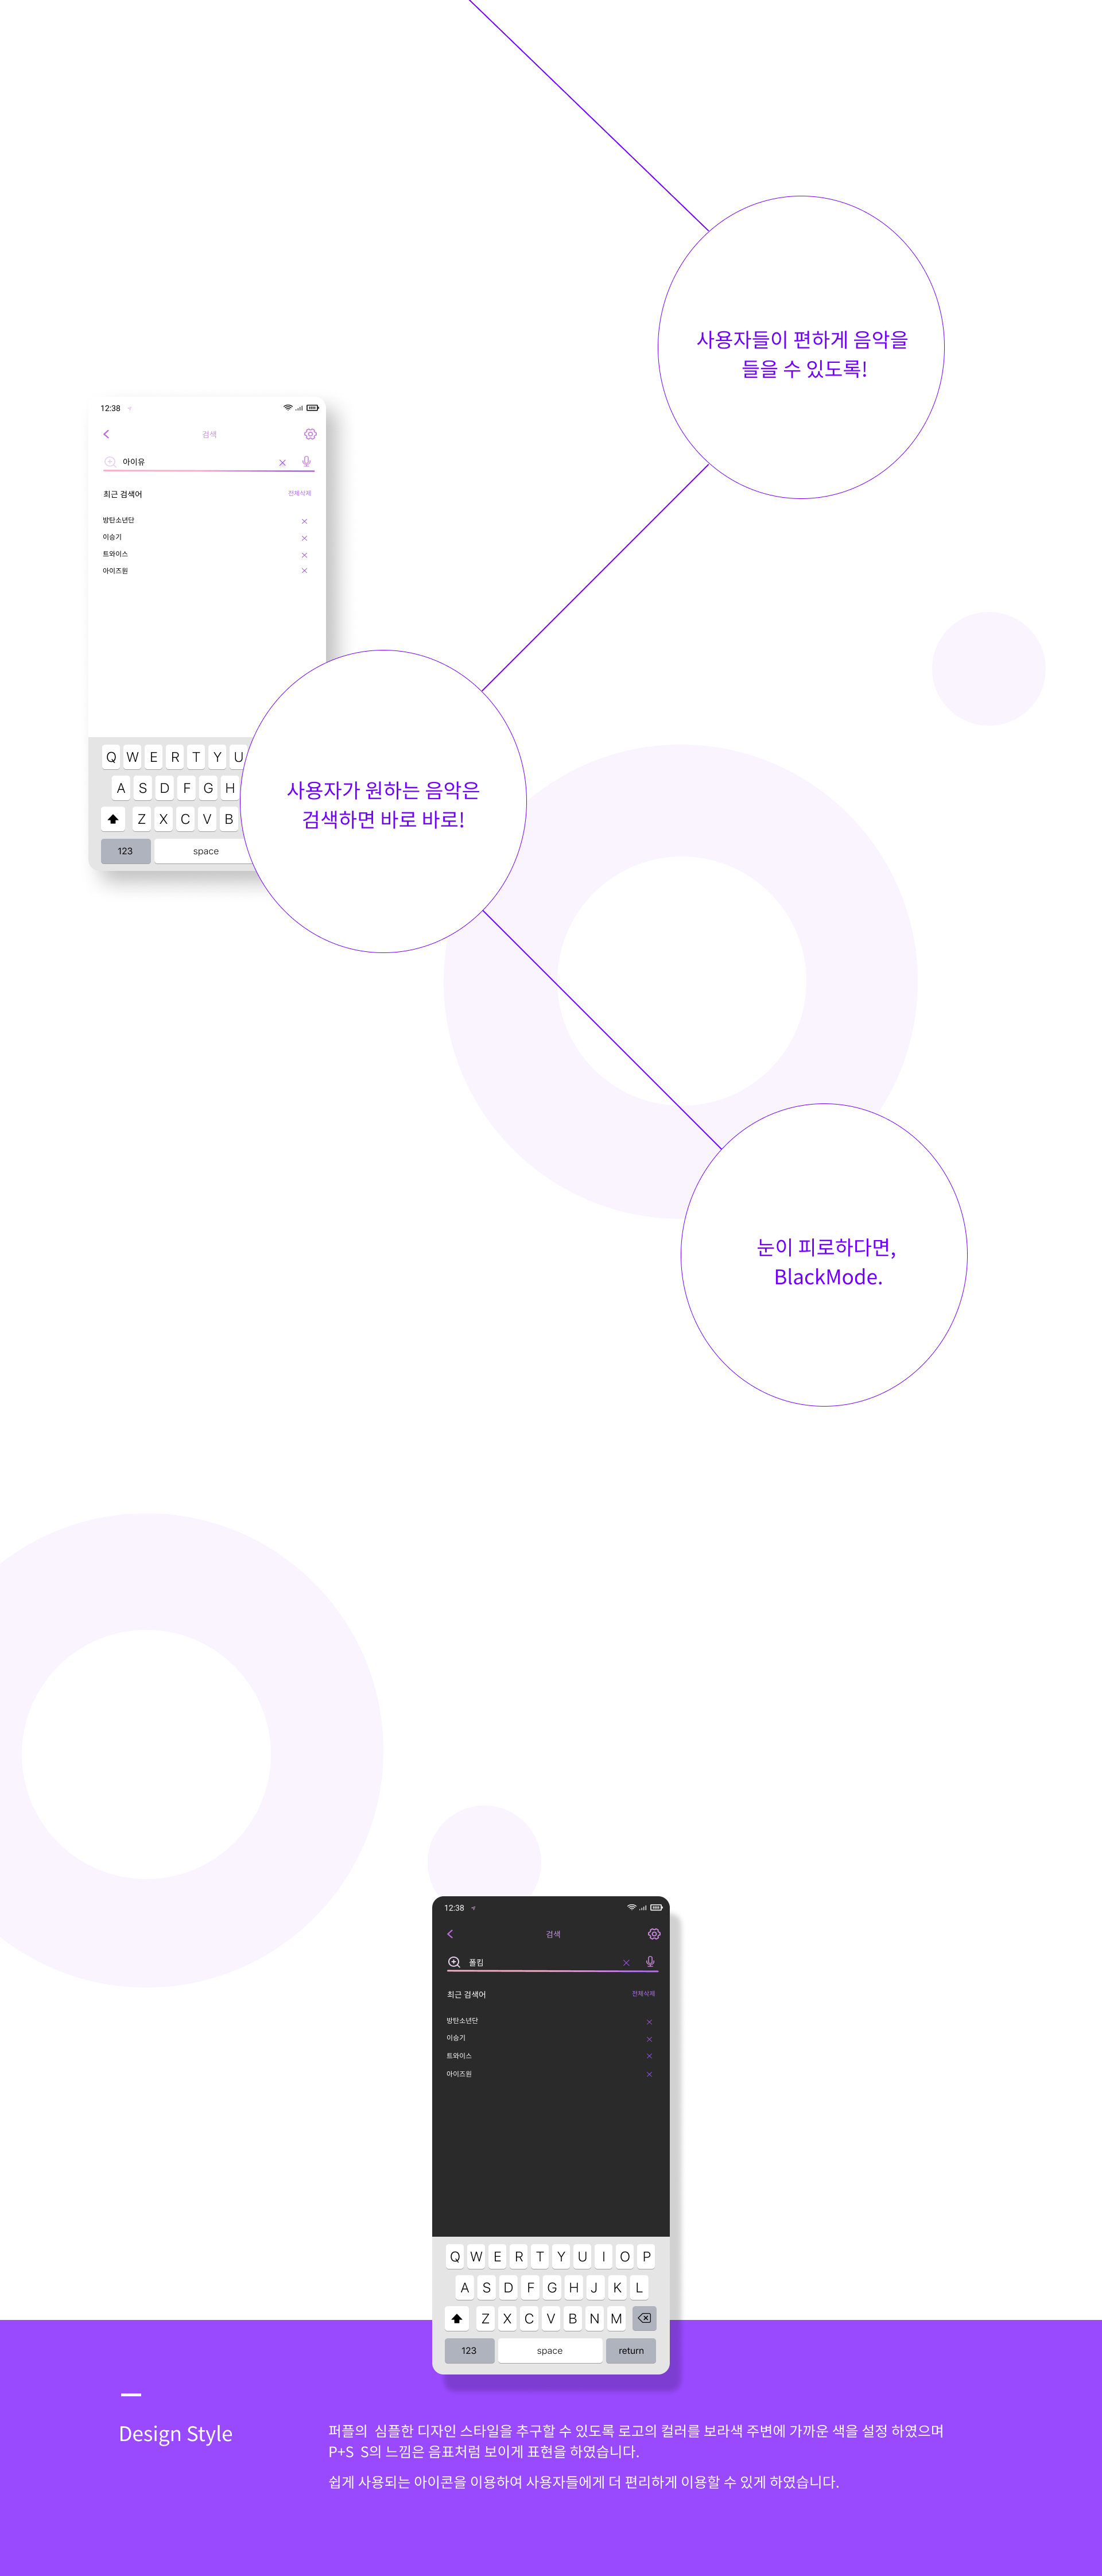 사용자들이 편하게 음악을
들을 수 있도록!
12:38
검색
아이유
최근 검색어 전체삭제
방탄소년단
이승기
트와이스
아이즈원
Q W E R T Y U
A S D F G H
Z X C V B
123 space
사용자가 원하는 음악은
검색하면 바로 바로!
눈이 피로하다면,
BlackMode.
12:38
검색
폴킴
최근 검색어 전체삭제
방탄소년단
이승기
트와이스
아이즈원
Q W E R T Y U I O P
A S D F G H J K L
Z X C V B N M
123 space return
Design Style
퍼플의 심플한 디자인 스타일을 추구할 수 있도록 로고의 컬러를 보라색 주변에 가까운 색을 설정 하였으며
P+S S의 느낌은 음표처럼 보이게 표현을 하였습니다.
쉽게 사용되는 아이콘을 이용하여 사용자들에게 더 편리하게 이용할 수 있게 하였습니다.